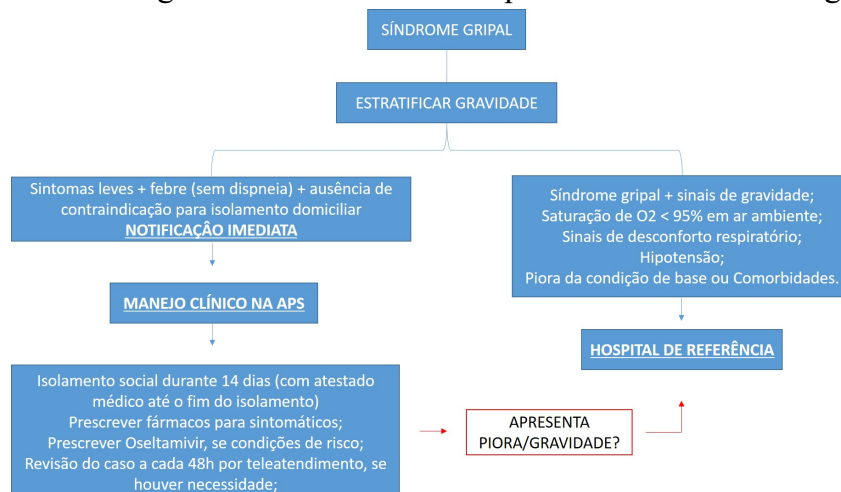 SÍNDROME GRIPAL
ESTRATIFICAR GRAVIDADE
Sintomas leves + febre (sem dispneia) + ausência de
contraindicação para isolamento domiciliar
NOTIFICAÇÂO IMEDIATA
Síndrome gripal + sinais de gravidade;
Saturação de O2 < 95% em ar ambiente;
Sinais de desconforto respiratório;
Hipotensão;
Piora da condição de base ou Comorbidades.
MANEJO CLÍNICO NA APS
HOSPITAL DE REFERÊNCIA
Isolamento social durante 14 dias (com atestado
médico até o fim do isolamento)
Prescrever fármacos para sintomáticos;
Prescrever Oseltamivir, se condições de risco;
Revisão do caso a cada 48h por teleatendimento, se
houver necessidade;
APRESENTA
PIORA/GRAVIDADE?